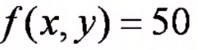 f(x, y) = 50